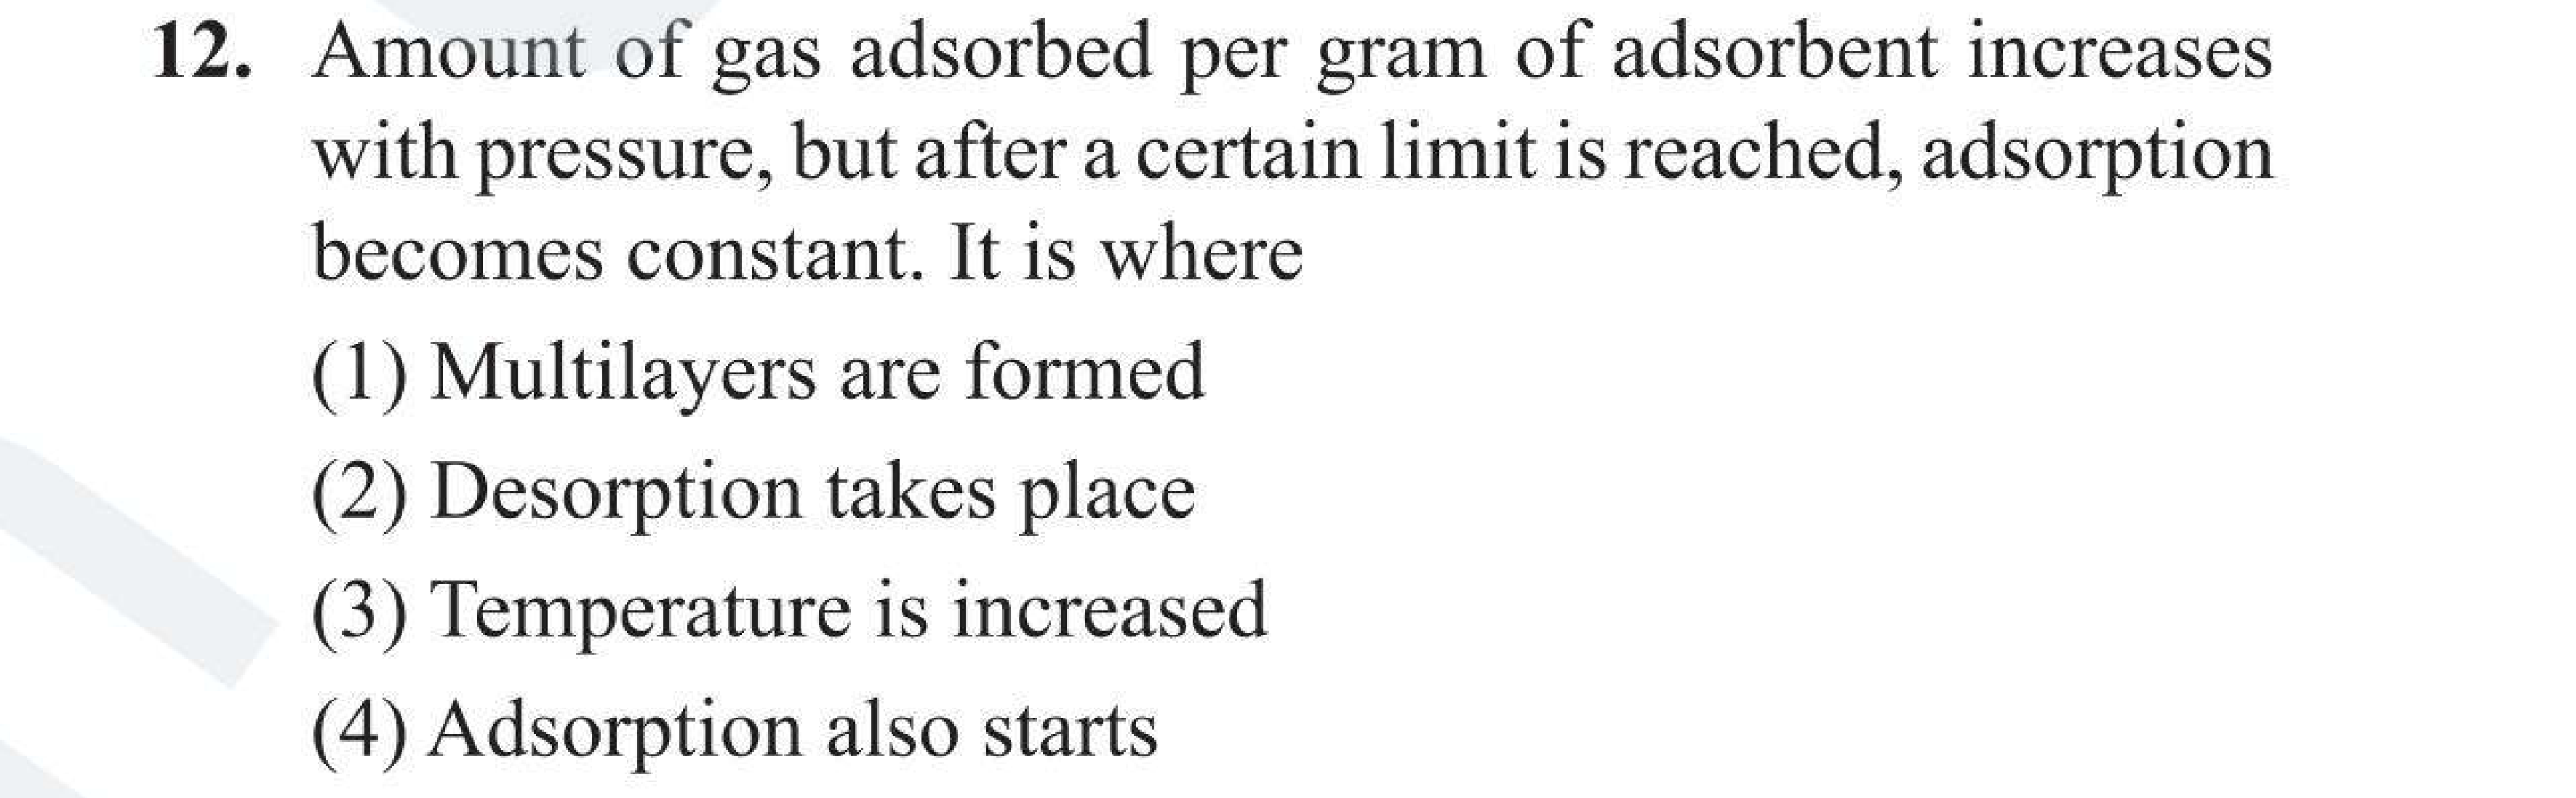 12. Amount of gas adsorbed per gram of adsorbent increases
with pressure, but after a certain limit is reached, adsorption
becomes constant. It is where
(1) Multilayers are formed
(2) Desorption takes place
(3) Temperature is increased
(4) Adsorption also starts